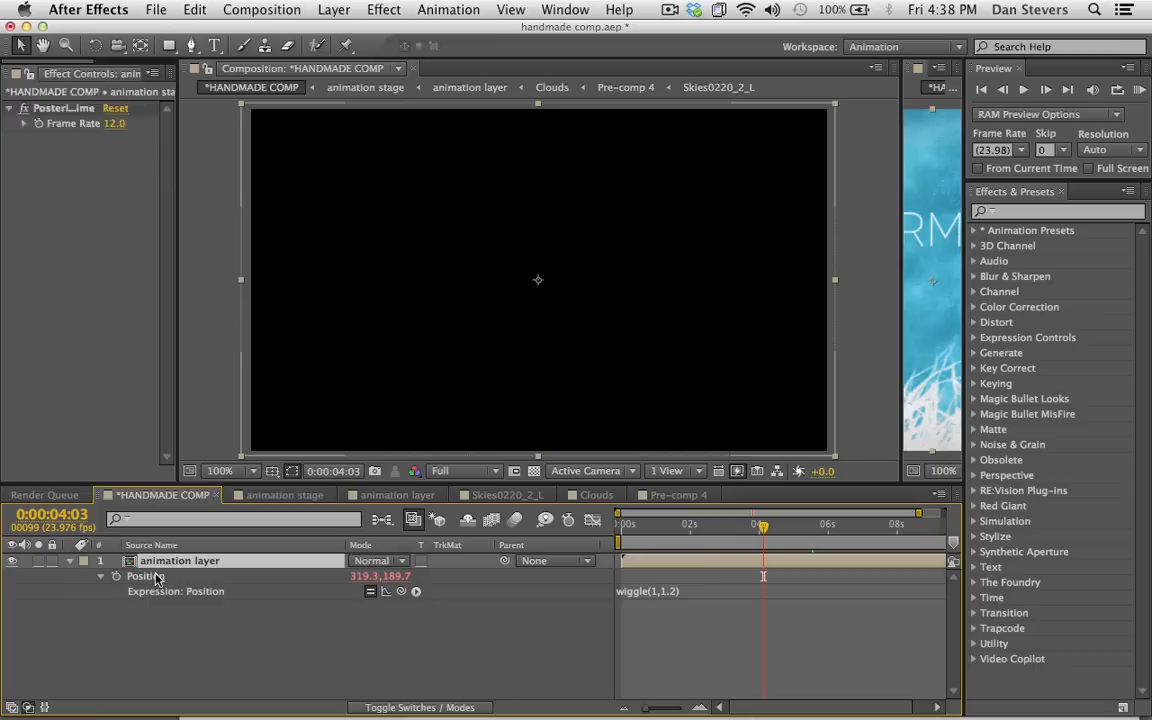 After Effects File Edit Composition Layer Effect Animation View Window Help 100% Fri 4:38 PM Dan Stevens
handmade comp.aep *
Workspace: Animation Search Help
Effect Controls: anin Composition: *HANDMADE COMP Preview
*HANDMADE COMP • animation sta *HANDMADE COMP animation stage animation layer Clouds Pre-comp 4 Skies0220_2_L *HA ...
fx Posteri...ime Reset
Frame Rate 12.0
RAM Preview Options
Frame Rate Skip Resolution
(23.98) 0 Auto
From Current Time Full Screen
Effects & Presets
RM
* Animation Presets
3D Channel
Audio
Blur & Sharpen
Channel
Color Correction
Distort
Expression Controls
Generate
Key Correct
Keying
Magic Bullet Looks
Magic Bullet MisFire
Matte
Noise & Grain
Obsolete
Perspective
RE:Vision Plug-ins
Red Giant
Simulation
Stylize
Synthetic Aperture
Text
The Foundry
Time
Transition
Trapcode
Utility
Video Copilot
100% 0:00:04:03 Full Active Camera 1 View +0.0 100%
Render Queue *HANDMADE COMP animation stage animation layer Skies0220_2_L Clouds Pre-comp 4
0:00:04:03
00099 (23.976 fps)
:00s 02s 06s 08s
# Source Name Mode T TrkMat Parent
1 animation layer Normal None
Position 319.3,189.7
Expression: Position wiggle(1,1.2)
Toggle Switches / Modes